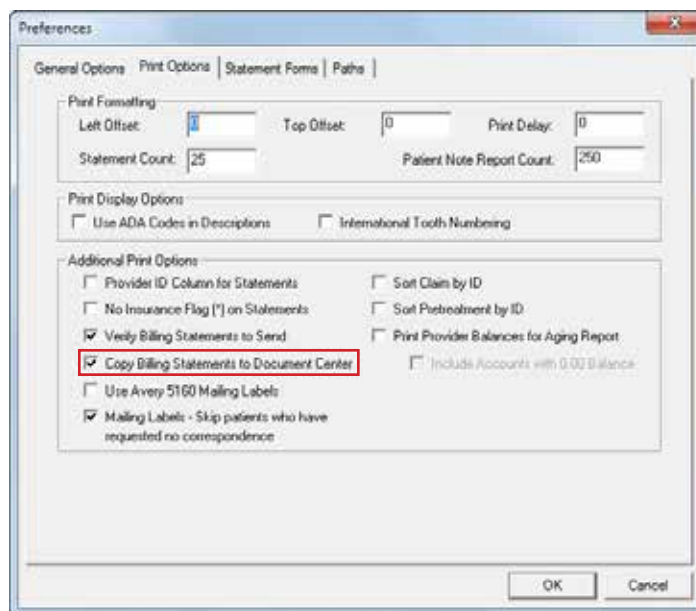 Preferences
General Options Print Options Statement Forms Paths
Print Formatting
Left Offset: 0 Top Offset: 0 Print Delay: 0
Statement Count: 25 Patient Note Report Count: 250
Print Display Options
Use ADA Codes in Descriptions International Tooth Numbering
Additional Print Options
Provider ID Column for Statements Sort Claim by ID
No Insurance Flag (*) on Statements Sort Pretreatment by ID
Verify Billing Statements to Send Print Provider Balances for Aging Report
Copy Billing Statements to Document Center Include Accounts with 0.00 Balance
Use Avery 5160 Mailing Labels
Mailing Labels - Skip patients who have
requested no correspondence
OK Cancel